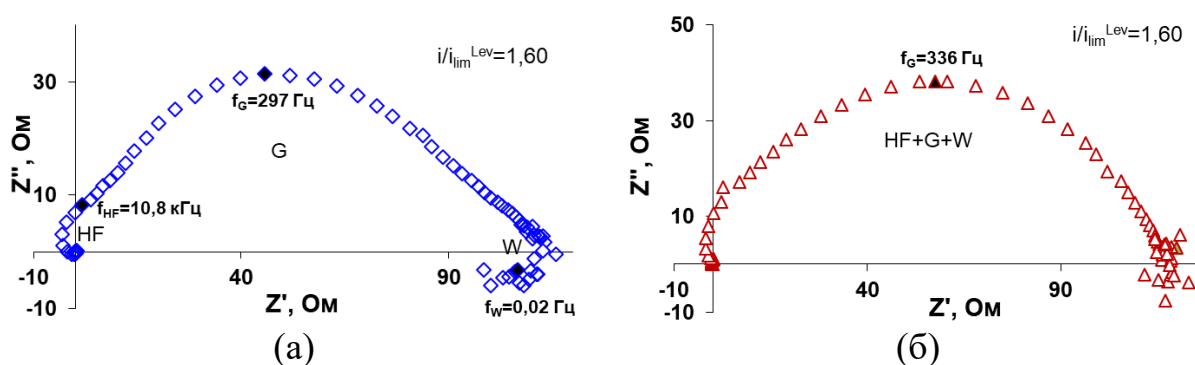 i/i_lim^Lev=1,60
Z'', Ом
30
f_G=297 Гц
G
10
f_HF=10,8 кГц
HF
W
-10
40
90
-10
Z', Ом
f_W=0,02 Гц
(а)
50
i/i_lim^Lev=1,60
f_G=336 Гц
Z'', Ом
30
HF+G+W
10
-10
40
90
-10
Z', Ом
(б)